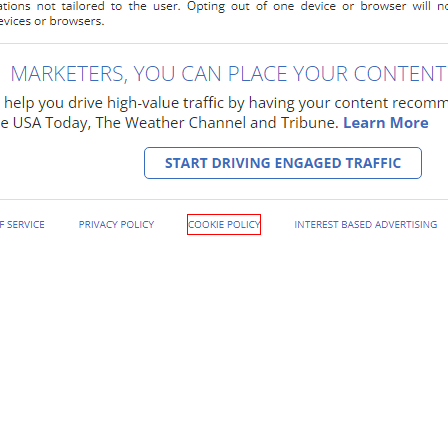 ations not tailored to the user. Opting out of one device or browser will no
evices or browsers.
MARKETERS, YOU CAN PLACE YOUR CONTENT
help you drive high-value traffic by having your content recomm
e USA Today, The Weather Channel and Tribune. Learn More
START DRIVING ENGAGED TRAFFIC
F SERVICE PRIVACY POLICY COOKIE POLICY INTEREST BASED ADVERTISING